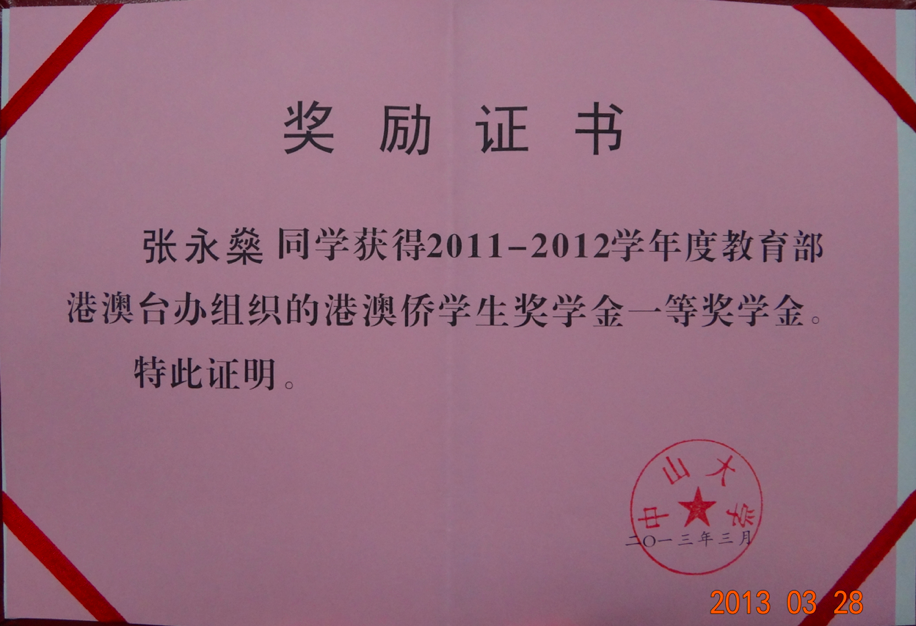 奖励证书
张永燊 同学获得2011-2012学年度教育部
港澳台办组织的港澳侨学生奖学金一等奖学金。
特此证明。
中山大学
二〇一三年三月
2013 03 28